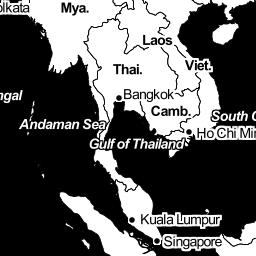 olkata
Mya.
Laos
Viet.
Thai.
ngal
Bangkok
Camb.
South C
Andaman Sea
Ho Chi Min
Gulf of Thailand
Kuala Lumpur
Singapore